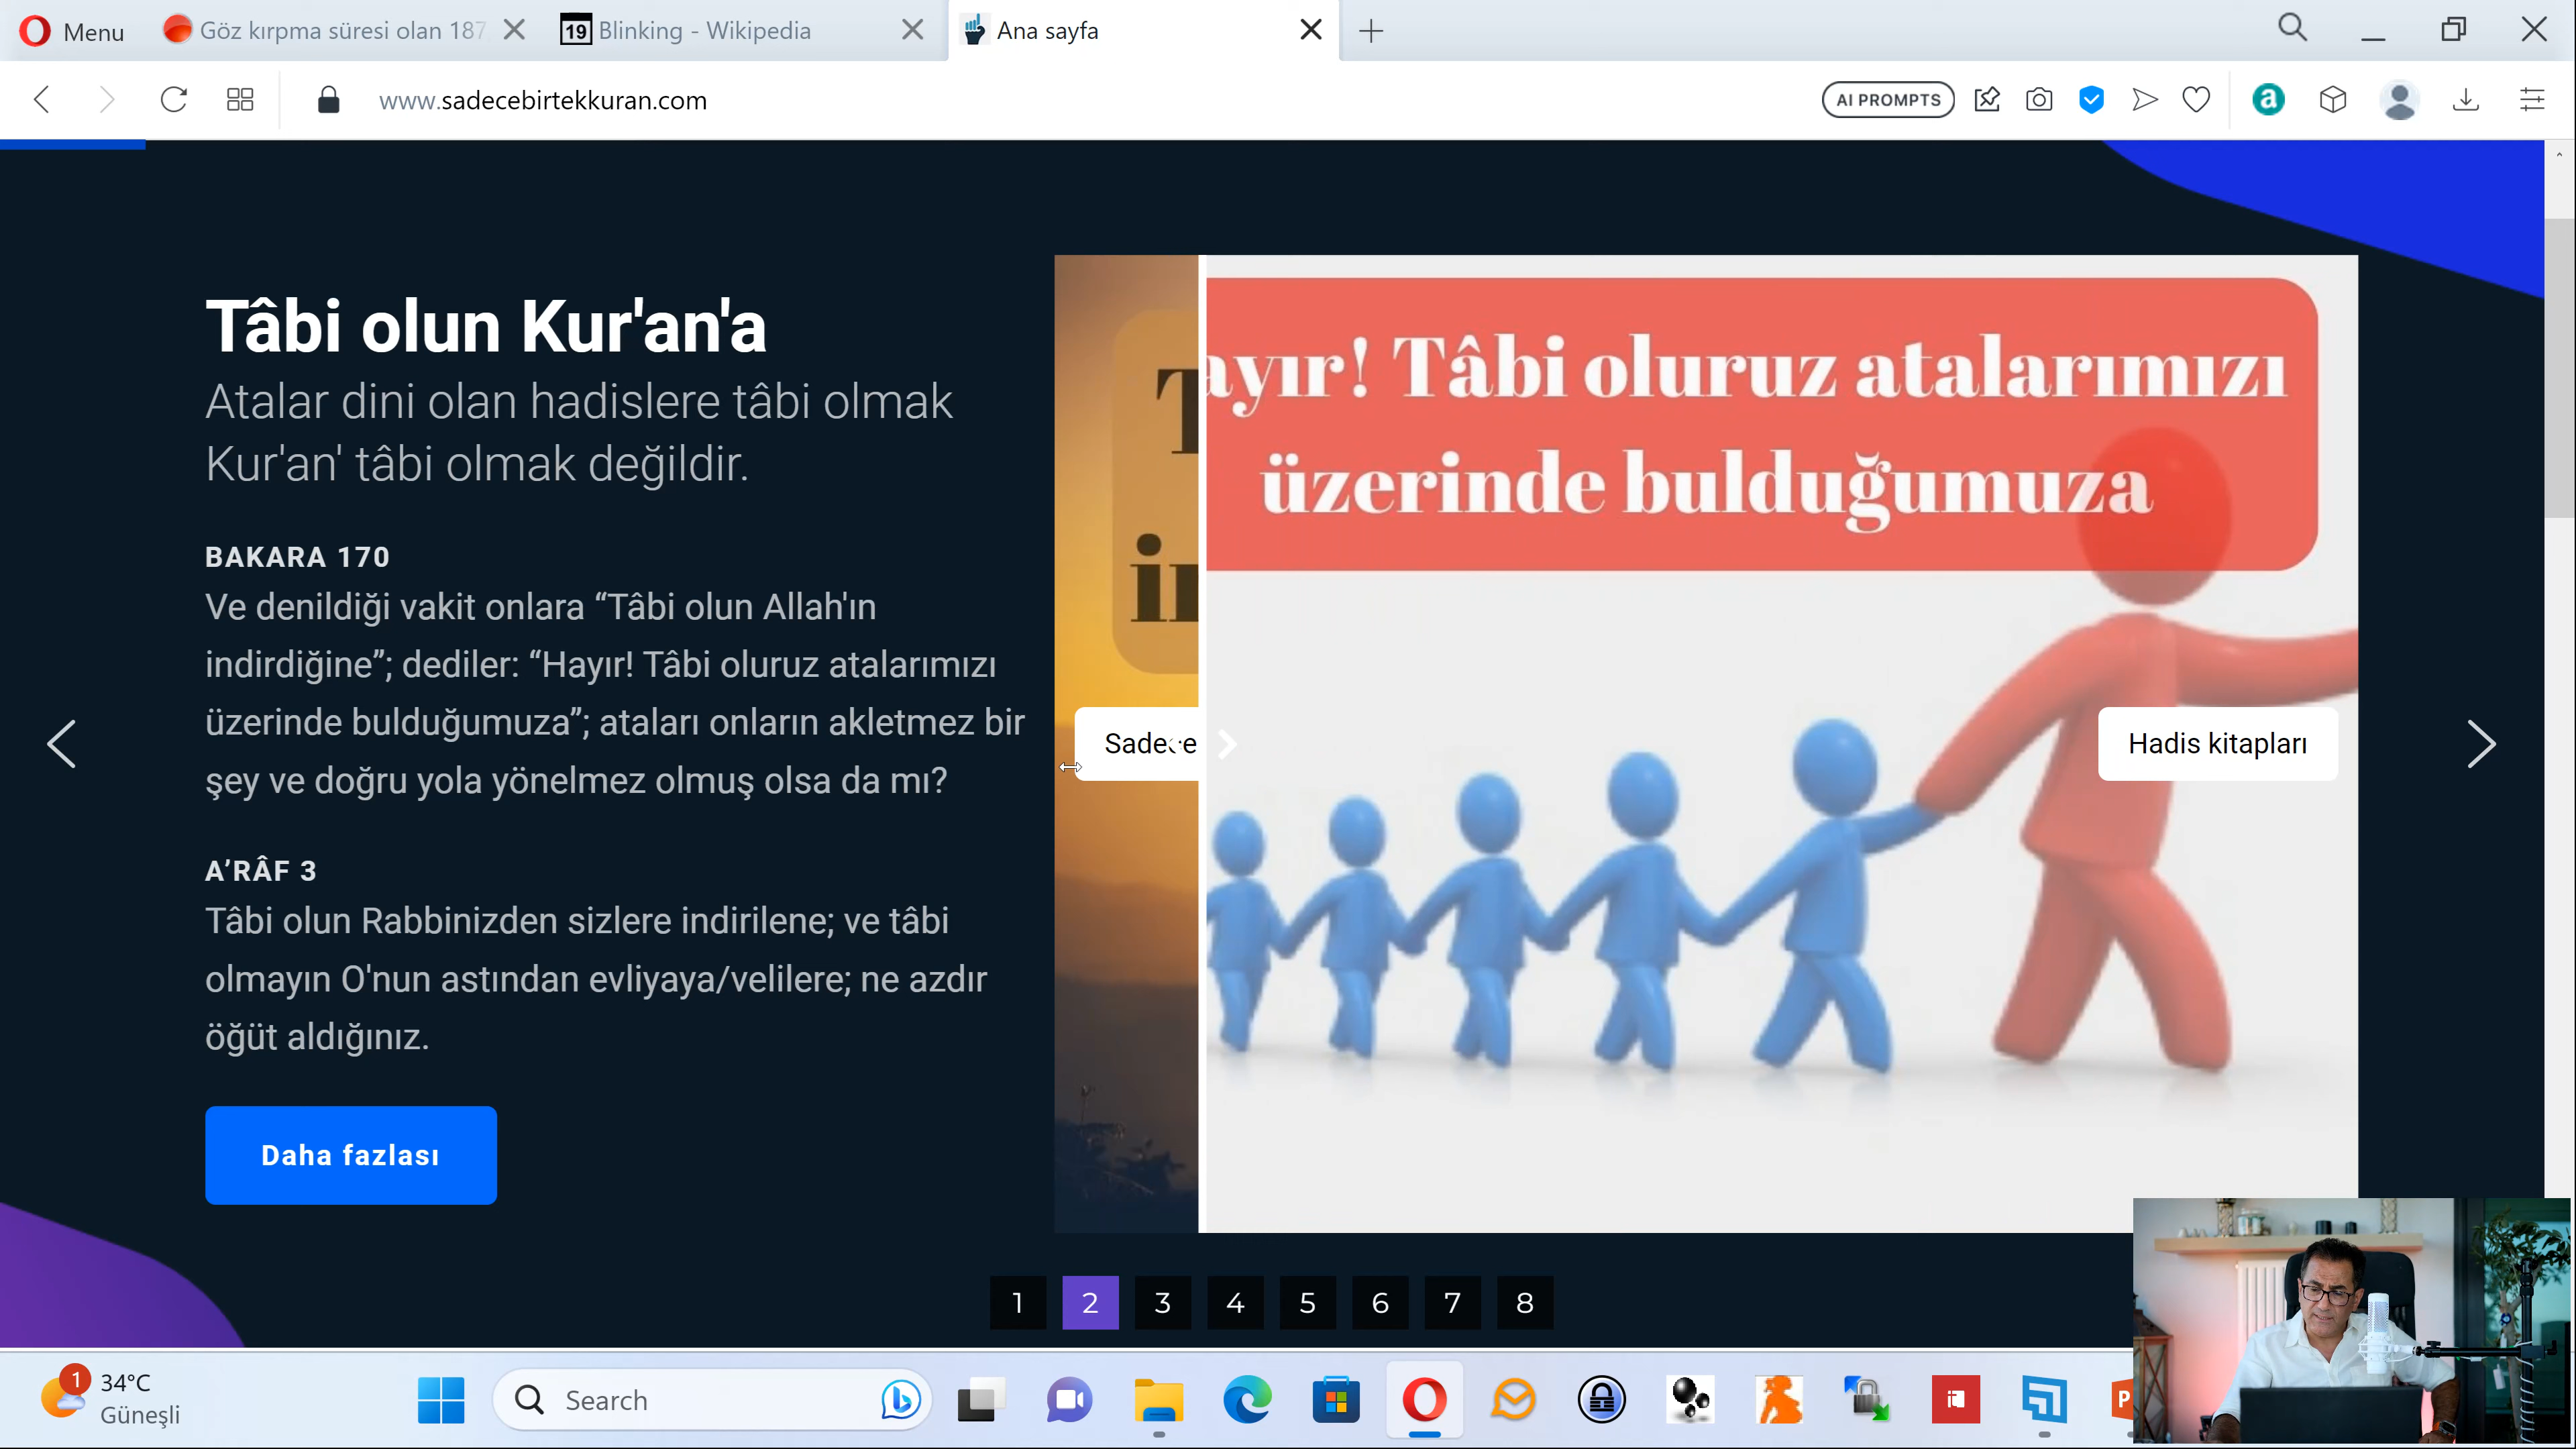 Menu
Göz kırpma süresi olan 187
19
Blinking - Wikipedia
Ana sayfa
www.sadecebirtekkuran.com
AI PROMPTS
a
Tâbi olun Kur'an'a
Atalar dini olan hadislere tâbi olmak
Kur'an' tâbi olmak değildir.
BAKARA 170
Ve denildiği vakit onlara “Tâbi olun Allah'ın
indirdiğine”; dediler: “Hayır! Tâbi oluruz atalarımızı
üzerinde bulduğumuza”; ataları onların akletmez bir
şey ve doğru yola yönelmez olmuş olsa da mı?
A’RÂF 3
Tâbi olun Rabbinizden sizlere indirilene; ve tâbi
olmayın O'nun astından evliyaya/velilere; ne azdır
öğüt aldığınız.
Daha fazlası
T
in
ayır! Tâbi oluruz atalarımızı
üzerinde bulduğumuza
Sadece
Hadis kitapları
1 2 3 4 5 6 7 8
1
34°C
Güneşli
Search
P